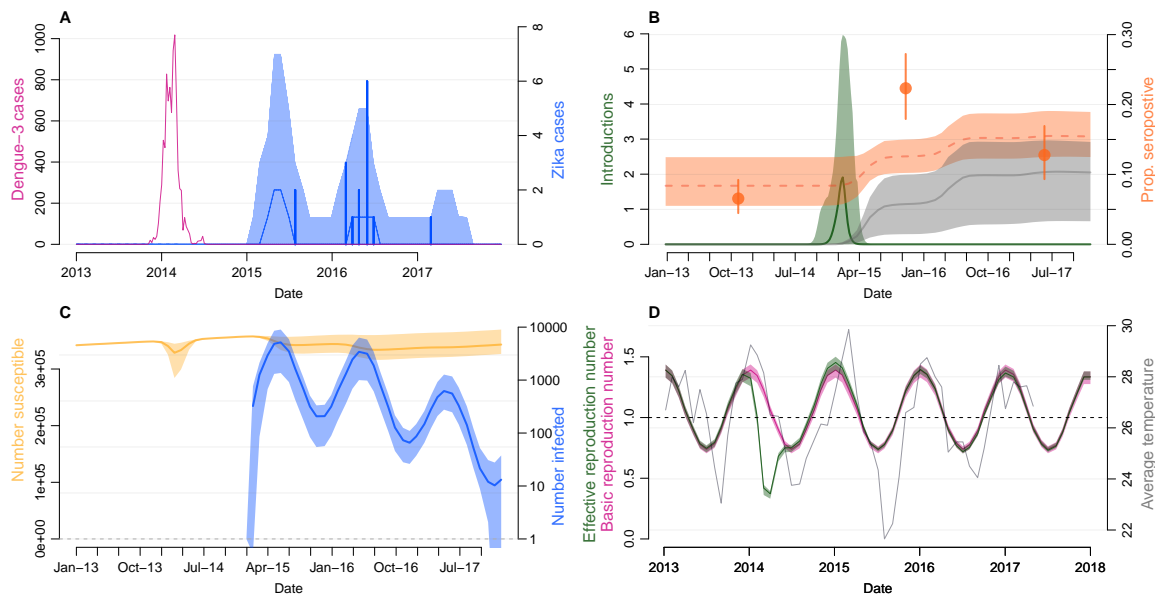 A
Dengue−3 cases
0 200 400 600 800 1000
Zika cases
0 2 4 6 8
2013 2014 2015 2016 2017
Date
B
Introductions
0 1 2 3 4 5 6
Prop. seropostive
0.00 0.10 0.20 0.30
Jan−13 Oct−13 Jul−14 Apr−15 Jan−16 Oct−16 Jul−17
Date
C
Number susceptible
0e+00 1e+05 2e+05 3e+05
Number infected
1 10 100 1000 10000
Jan−13 Oct−13 Jul−14 Apr−15 Jan−16 Oct−16 Jul−17
Date
D
Effective reproduction number
Basic reproduction number
0.0 0.5 1.0 1.5
Average temperature
22 24 26 28 30
2013 2014 2015 2016 2017 2018
Date